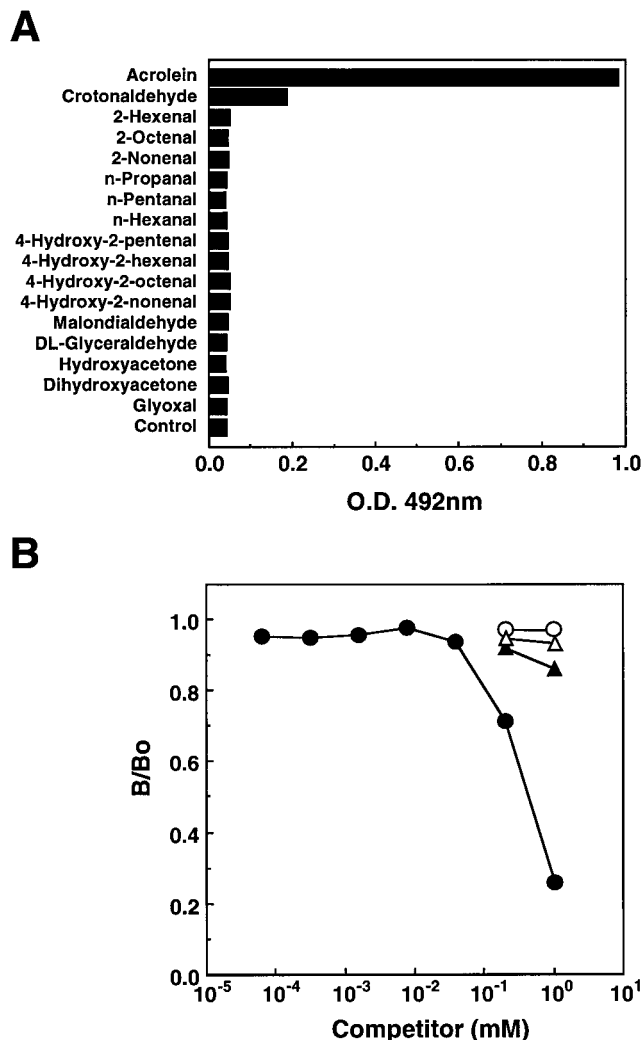 A
Acrolein
Crotonaldehyde
2-Hexenal
2-Octenal
2-Nonenal
n-Propanal
n-Pentanal
n-Hexanal
4-Hydroxy-2-pentenal
4-Hydroxy-2-hexenal
4-Hydroxy-2-octenal
4-Hydroxy-2-nonenal
Malondialdehyde
DL-Glyceraldehyde
Hydroxyacetone
Dihydroxyacetone
Glyoxal
Control
0.0 0.2 0.4 0.6 0.8 1.0
O.D. 492nm
B
1.0
0.8
0.6
0.4
0.2
0.0
B/Bo
10-5 10-4 10-3 10-2 10-1 100 101
Competitor (mM)